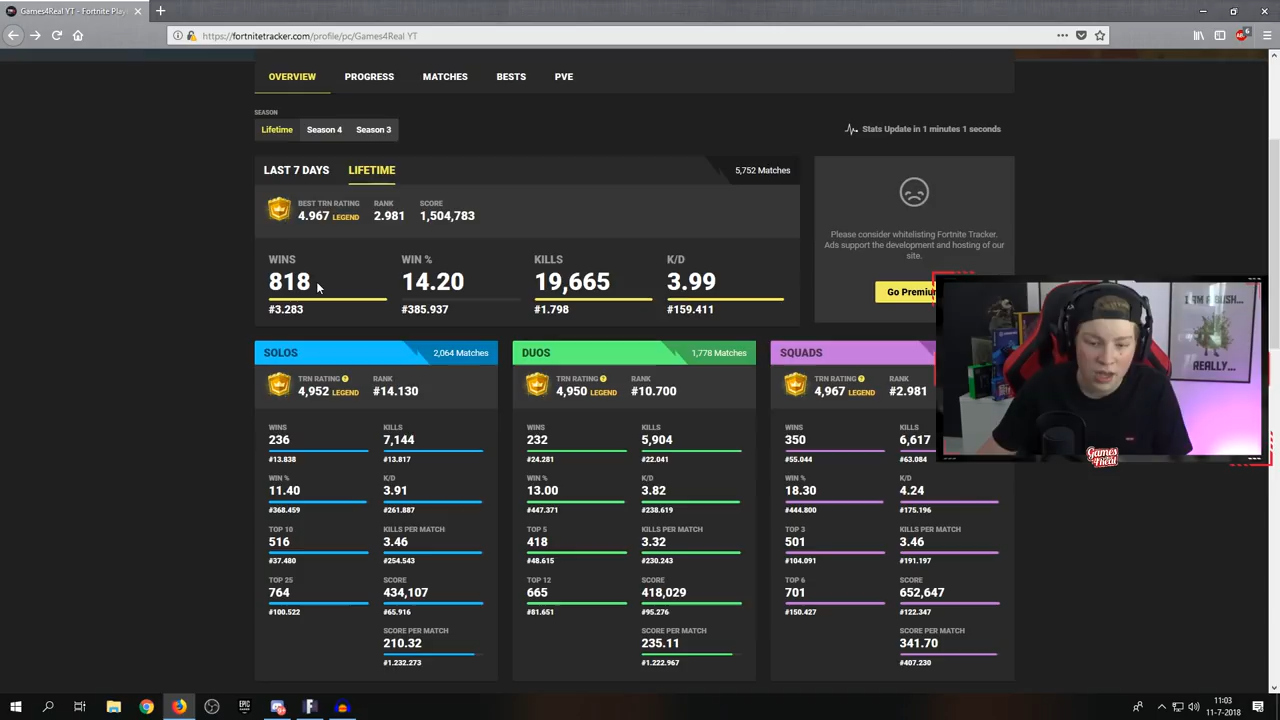 Games4Real YT - Fortnite Play
https://fortnitetracker.com/profile/pc/Games4Real YT
OVERVIEW PROGRESS MATCHES BESTS PVE
SEASON
Lifetime Season 4 Season 3
Stats Update in 1 minutes 1 seconds
LAST 7 DAYS LIFETIME 5,752 Matches
BEST TRN RATING RANK SCORE
4.967 LEGEND 2.981 1,504,783
WINS WIN % KILLS K/D
818 14.20 19,665 3.99
#3.283 #385.937 #1.798 #159.411
Please consider whitelisting Fortnite Tracker.
Ads support the development and hosting of our
site.
Go Premium
I AM A BUSH...
REALLY...
Games
4Real
SOLOS 2,064 Matches
TRN RATING ? RANK
4,952 LEGEND #14.130
WINS KILLS
236 7,144
#13.838 #13.817
WIN % K/D
11.40 3.91
#368.459 #261.887
TOP 10 KILLS PER MATCH
516 3.46
#37.480 #254.543
TOP 25 SCORE
764 434,107
#100.522 #65.916
SCORE PER MATCH
210.32
#1.232.273
DUOS 1,778 Matches
TRN RATING ? RANK
4,950 LEGEND #10.700
WINS KILLS
232 5,904
#24.281 #22.041
WIN % K/D
13.00 3.82
#447.371 #238.619
TOP 5 KILLS PER MATCH
418 3.32
#48.615 #230.243
TOP 12 SCORE
665 418,029
#81.651 #95.276
SCORE PER MATCH
235.11
#1.222.967
SQUADS
TRN RATING ? RANK
4,967 LEGEND #2.981
WINS KILLS
350 6,617
#55.044 #63.084
WIN % K/D
18.30 4.24
#444.800 #175.196
TOP 3 KILLS PER MATCH
501 3.46
#104.091 #191.197
TOP 6 SCORE
701 652,647
#150.427 #122.347
SCORE PER MATCH
341.70
#407.230
EPIC
11:03
11-7-2018